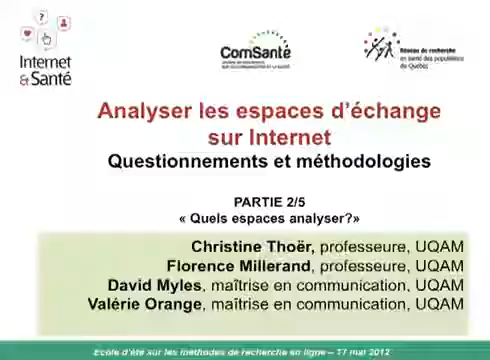 Internet
& Santé
ComSanté
Réseau de recherche
en santé des populations
du Québec
Analyser les espaces d'échange
sur Internet
Questionnements et méthodologies
PARTIE 2/5
« Quels espaces analyser?»
Christine Thoër, professeure, UQAM
Florence Millerand, professeure, UQAM
David Myles, maîtrise en communication, UQAM
Valérie Orange, maîtrise en communication, UQAM
Ecole d'été sur les méthodes de recherche en ligne – 17 mai 2012